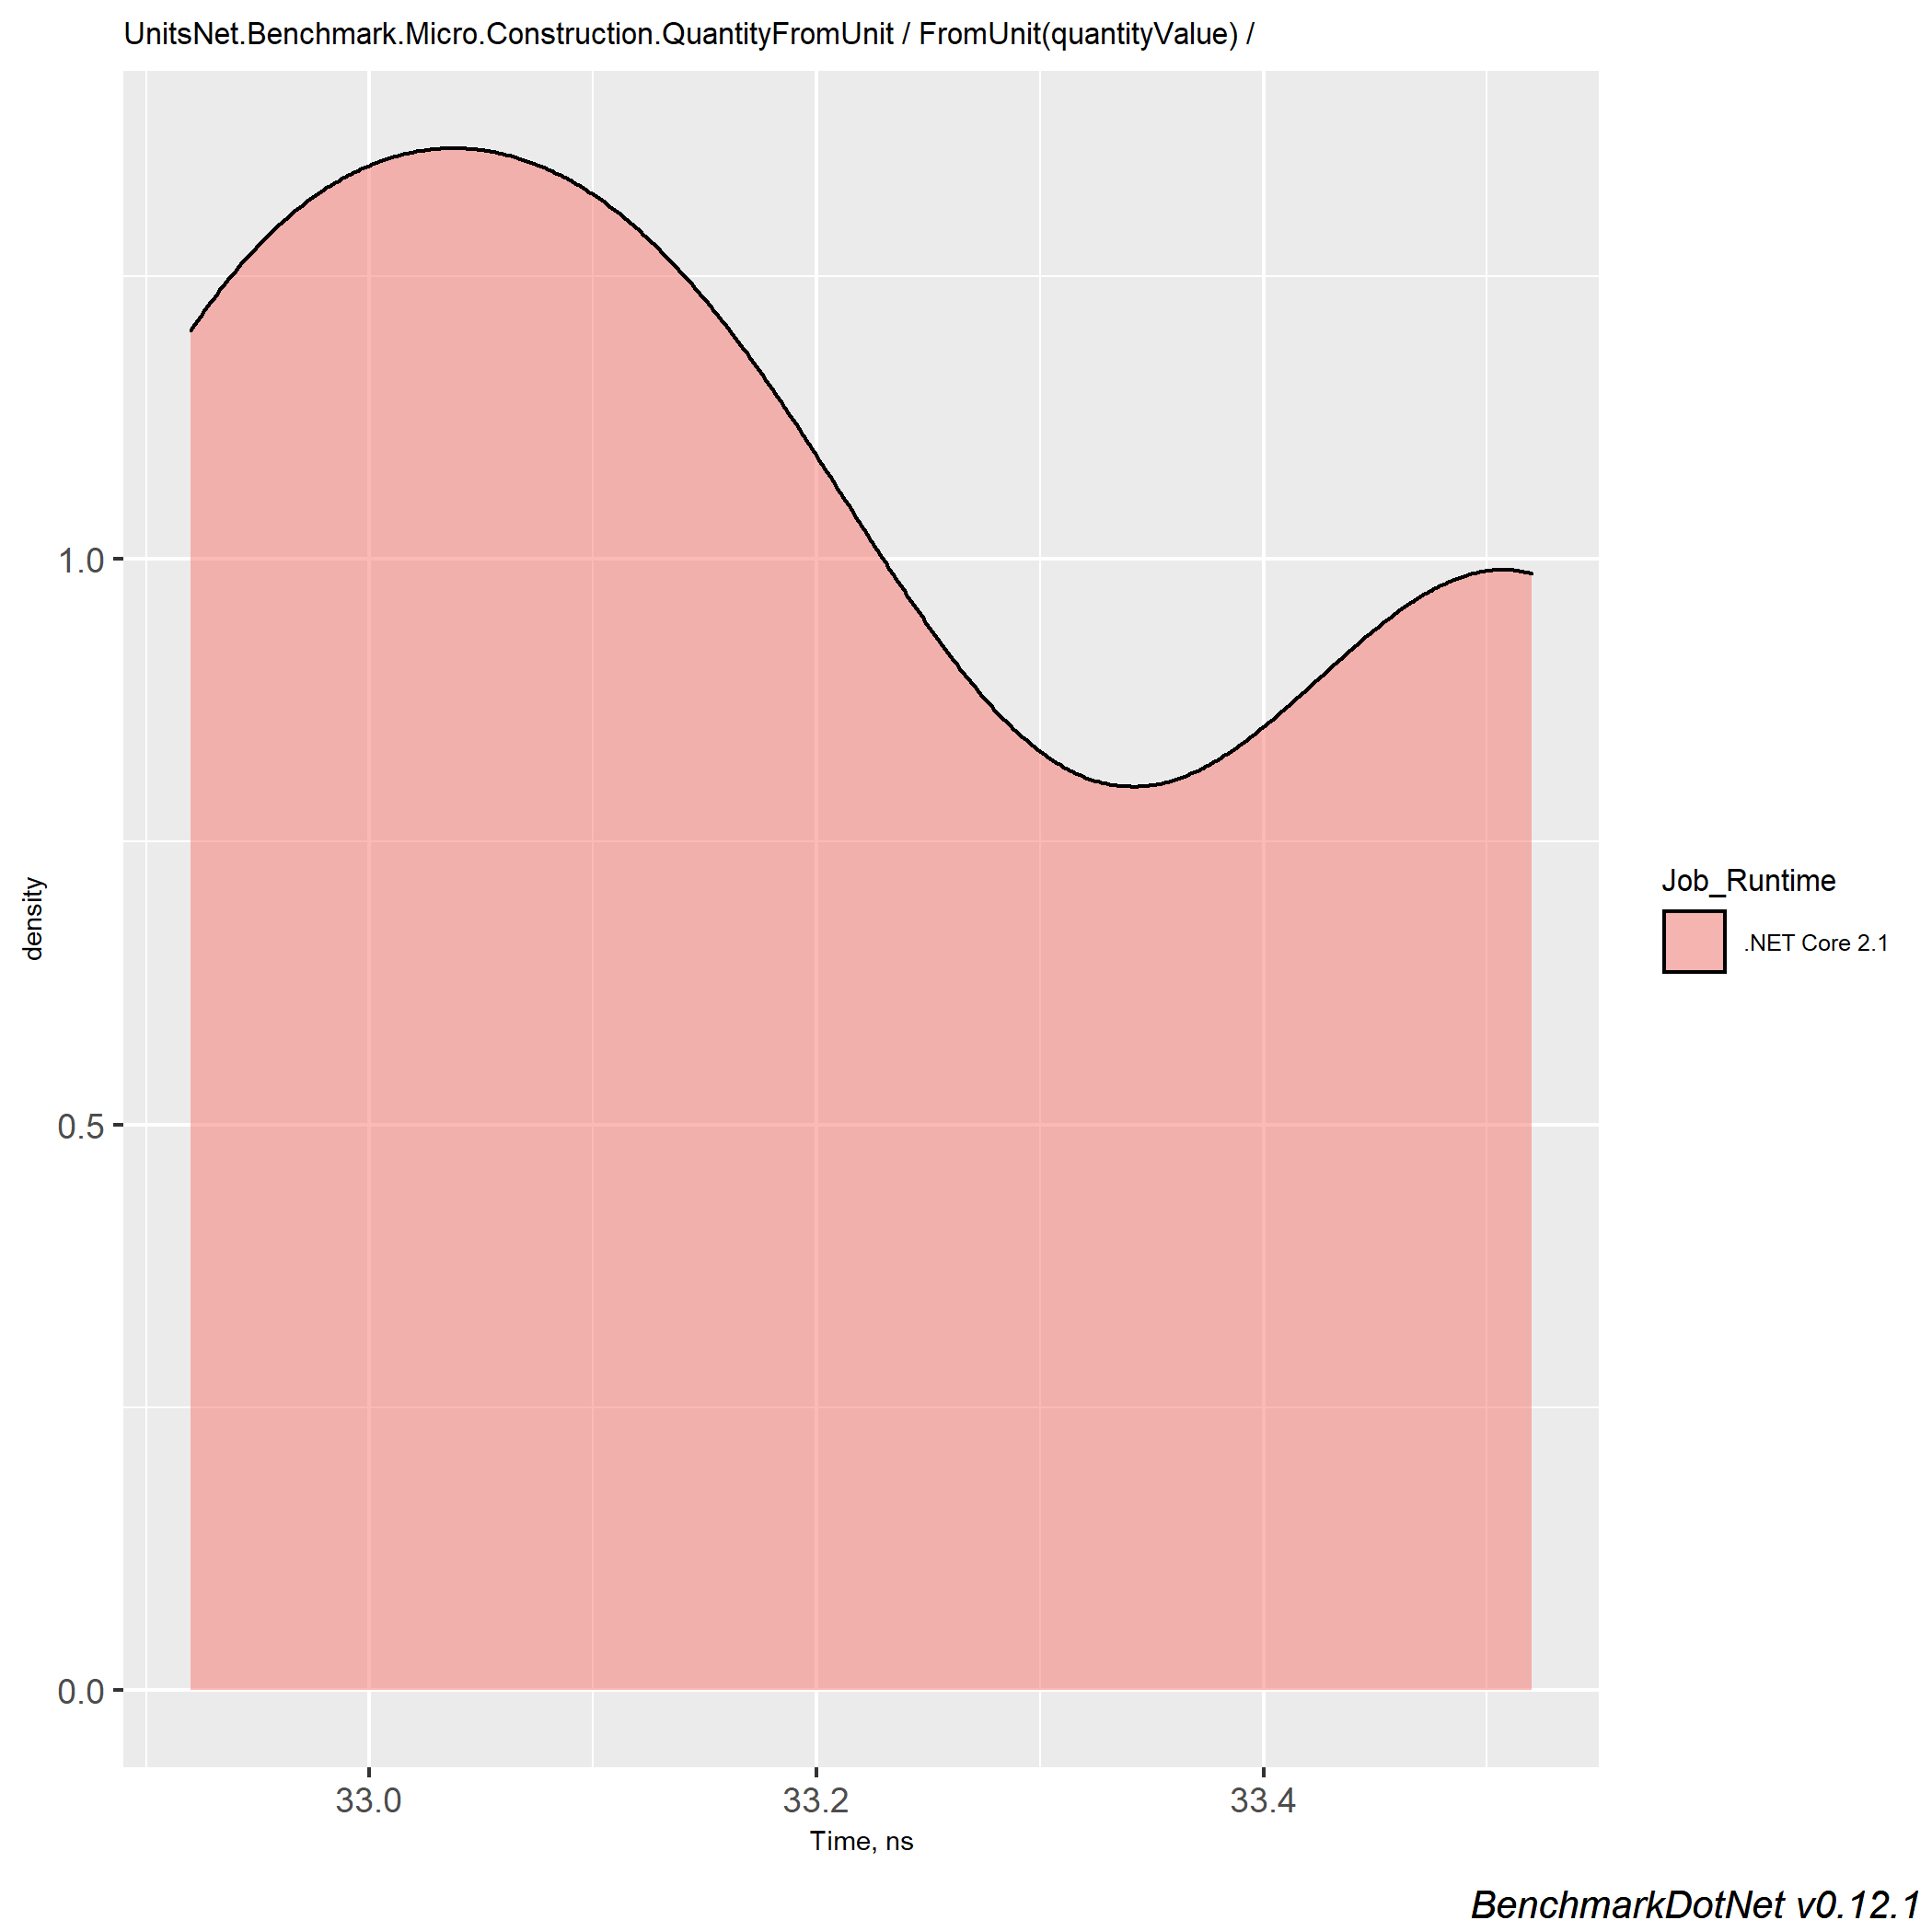 UnitsNet.Benchmark.Micro.Construction.QuantityFromUnit / FromUnit(quantityValue) /
1.0
0.5
0.0
density
33.0 33.2 33.4
Time, ns
Job_Runtime
.NET Core 2.1
BenchmarkDotNet v0.12.1